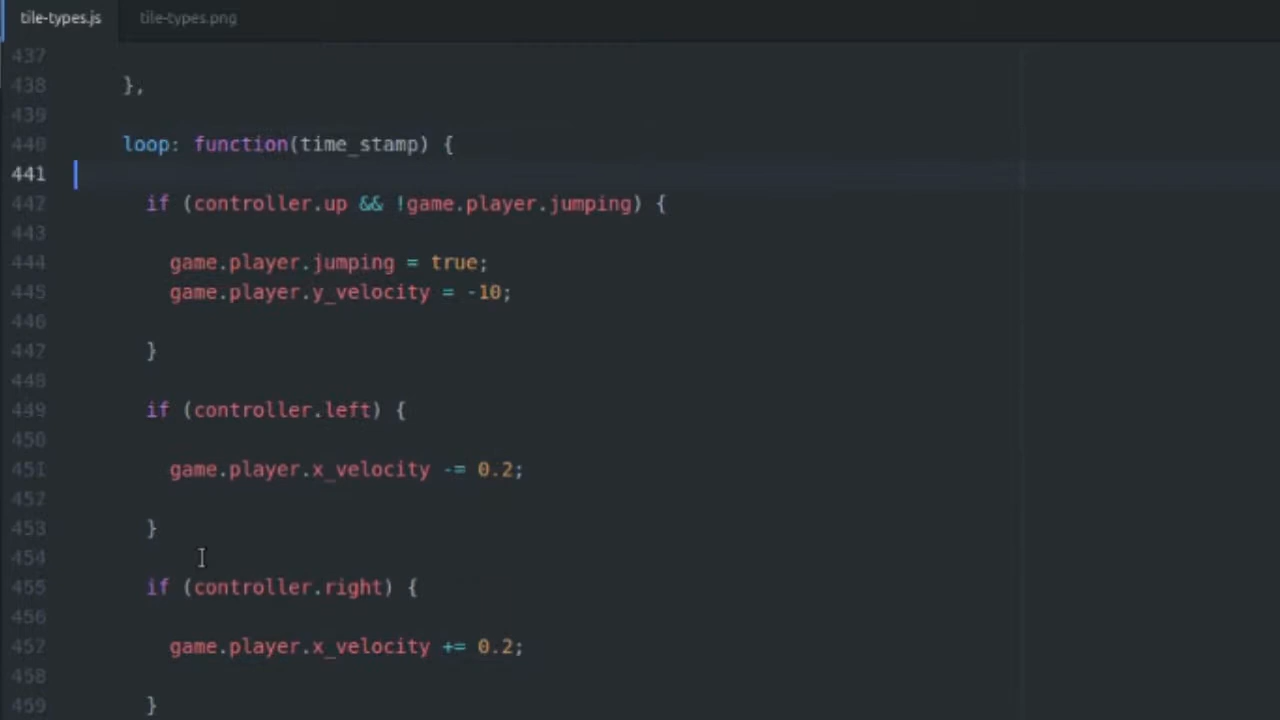 tile-types.js tile-types.png
437
438 },
439
440 loop: function(time_stamp) {
441
442 if (controller.up && !game.player.jumping) {
443
444 game.player.jumping = true;
445 game.player.y_velocity = -10;
446
447 }
448
449 if (controller.left) {
450
451 game.player.x_velocity -= 0.2;
452
453 }
454
455 if (controller.right) {
456
457 game.player.x_velocity += 0.2;
458
459 }